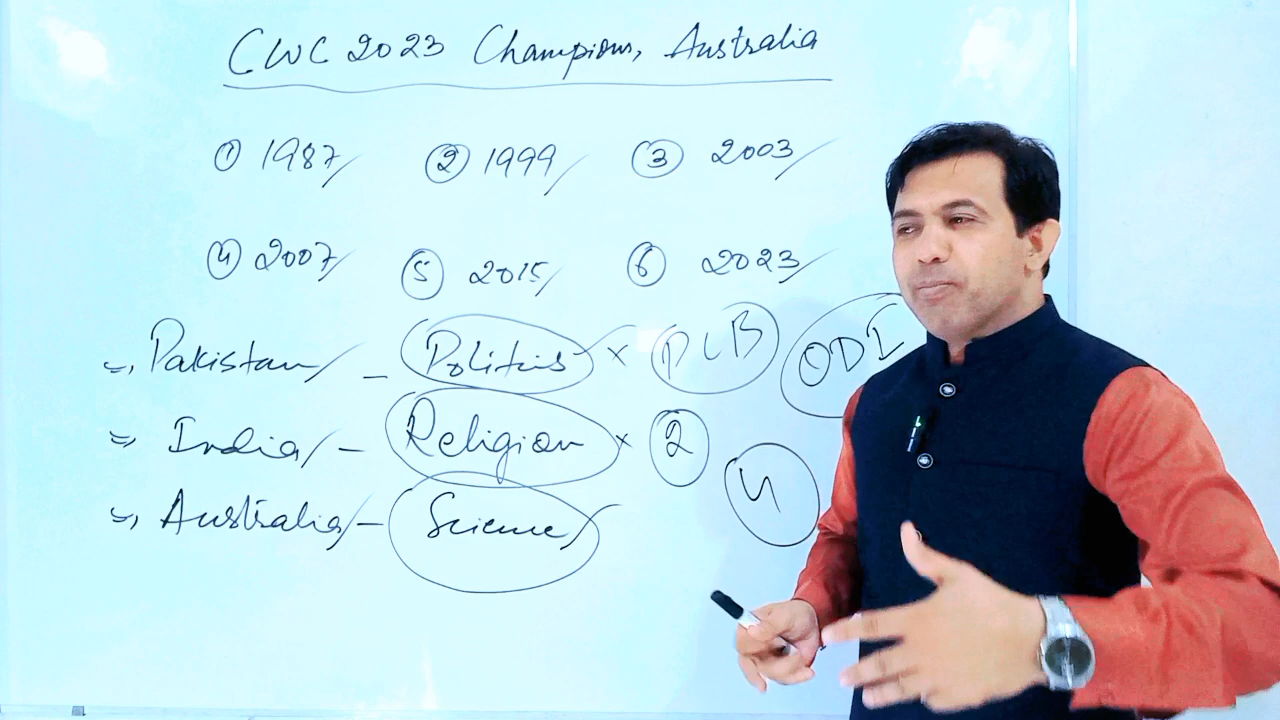 CWC 2023 Champions, Australia
① 1987/ ② 1999/ ③ 2003/
④ 2007/ ⑤ 2015/ ⑥ 2023/
Pakistan/ - Politics × PCB ODI
India/ - Religion × 2
Australia/ - Science/ 4